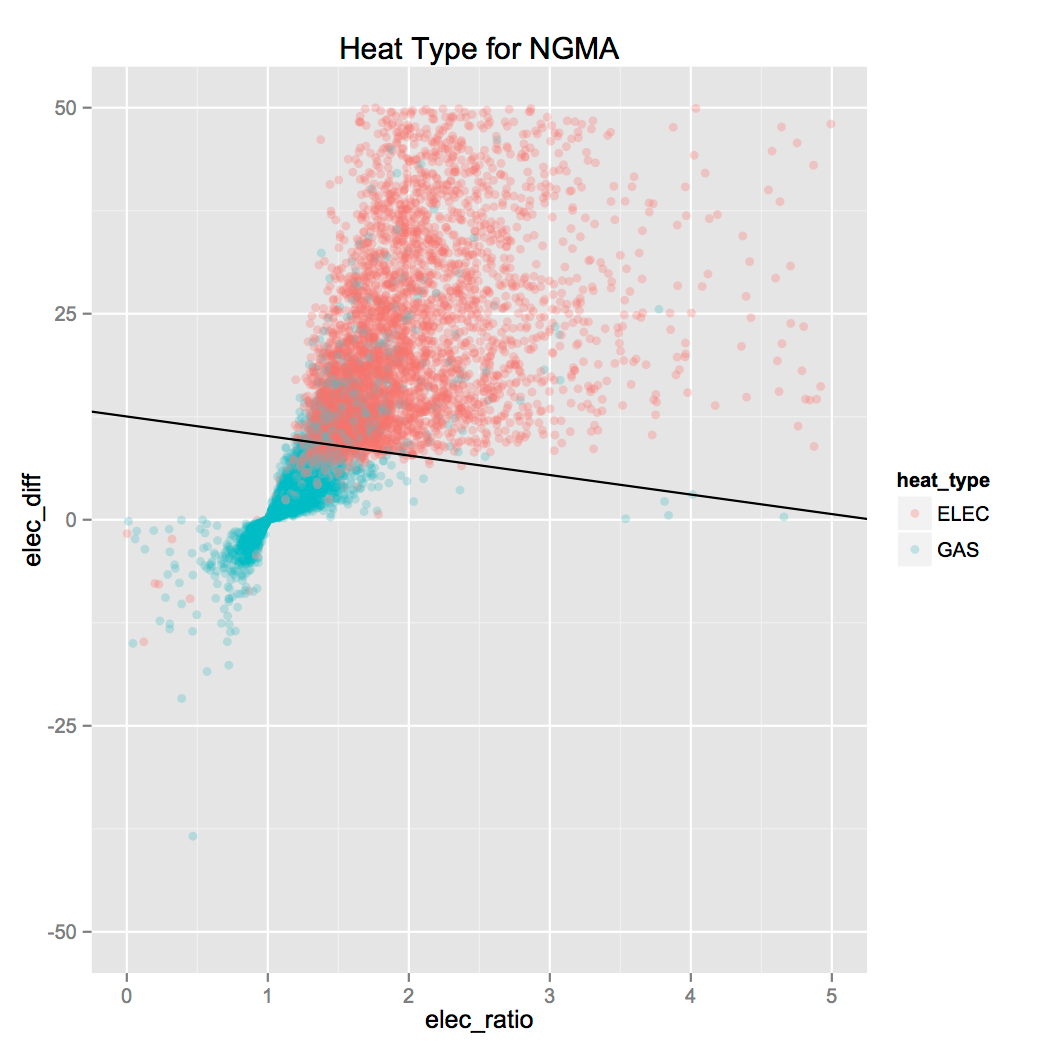 Heat Type for NGMA
50
25
0
-25
-50
elec_diff
0 1 2 3 4 5
elec_ratio
heat_type
ELEC
GAS